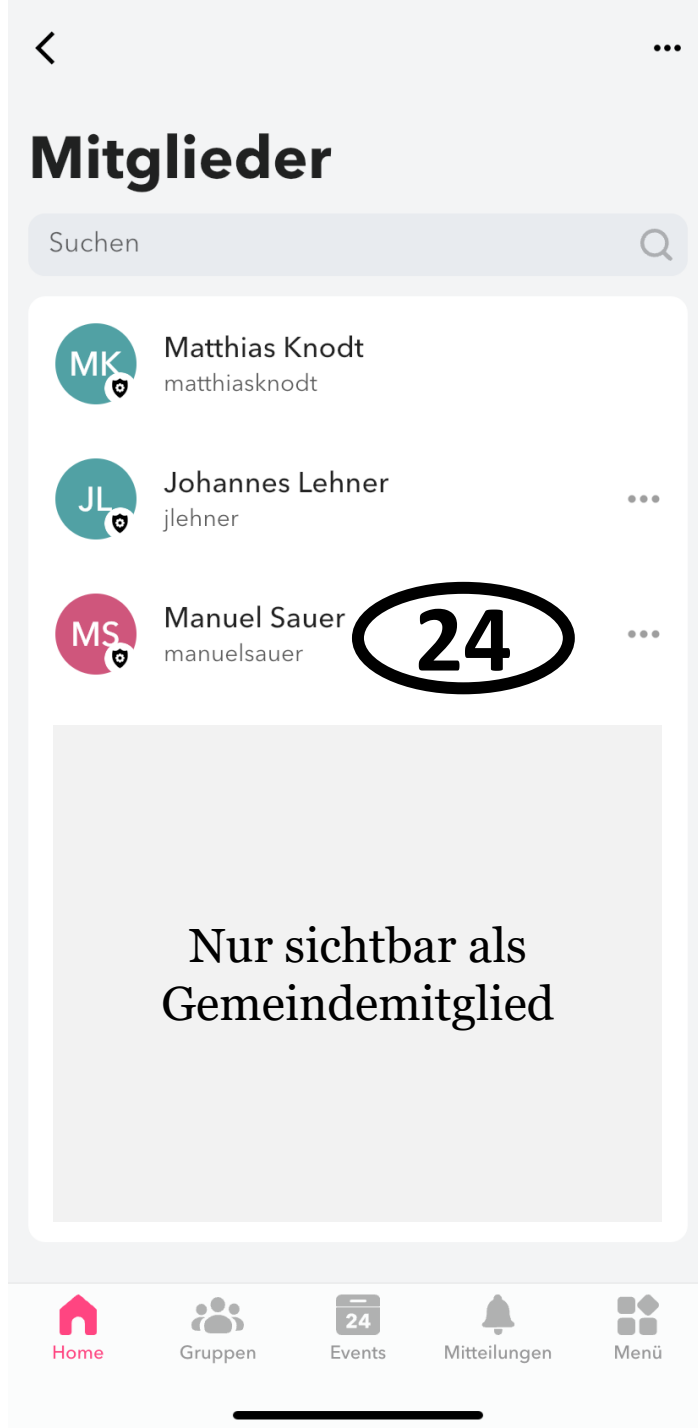 Mitglieder
Suchen
MK
Matthias Knodt
matthiasknodt
JL
Johannes Lehner
jlehner
MS
Manuel Sauer
manuelsauer
24
Nur sichtbar als
Gemeindemitglied
24
Home
Gruppen
Events
Mitteilungen
Menü